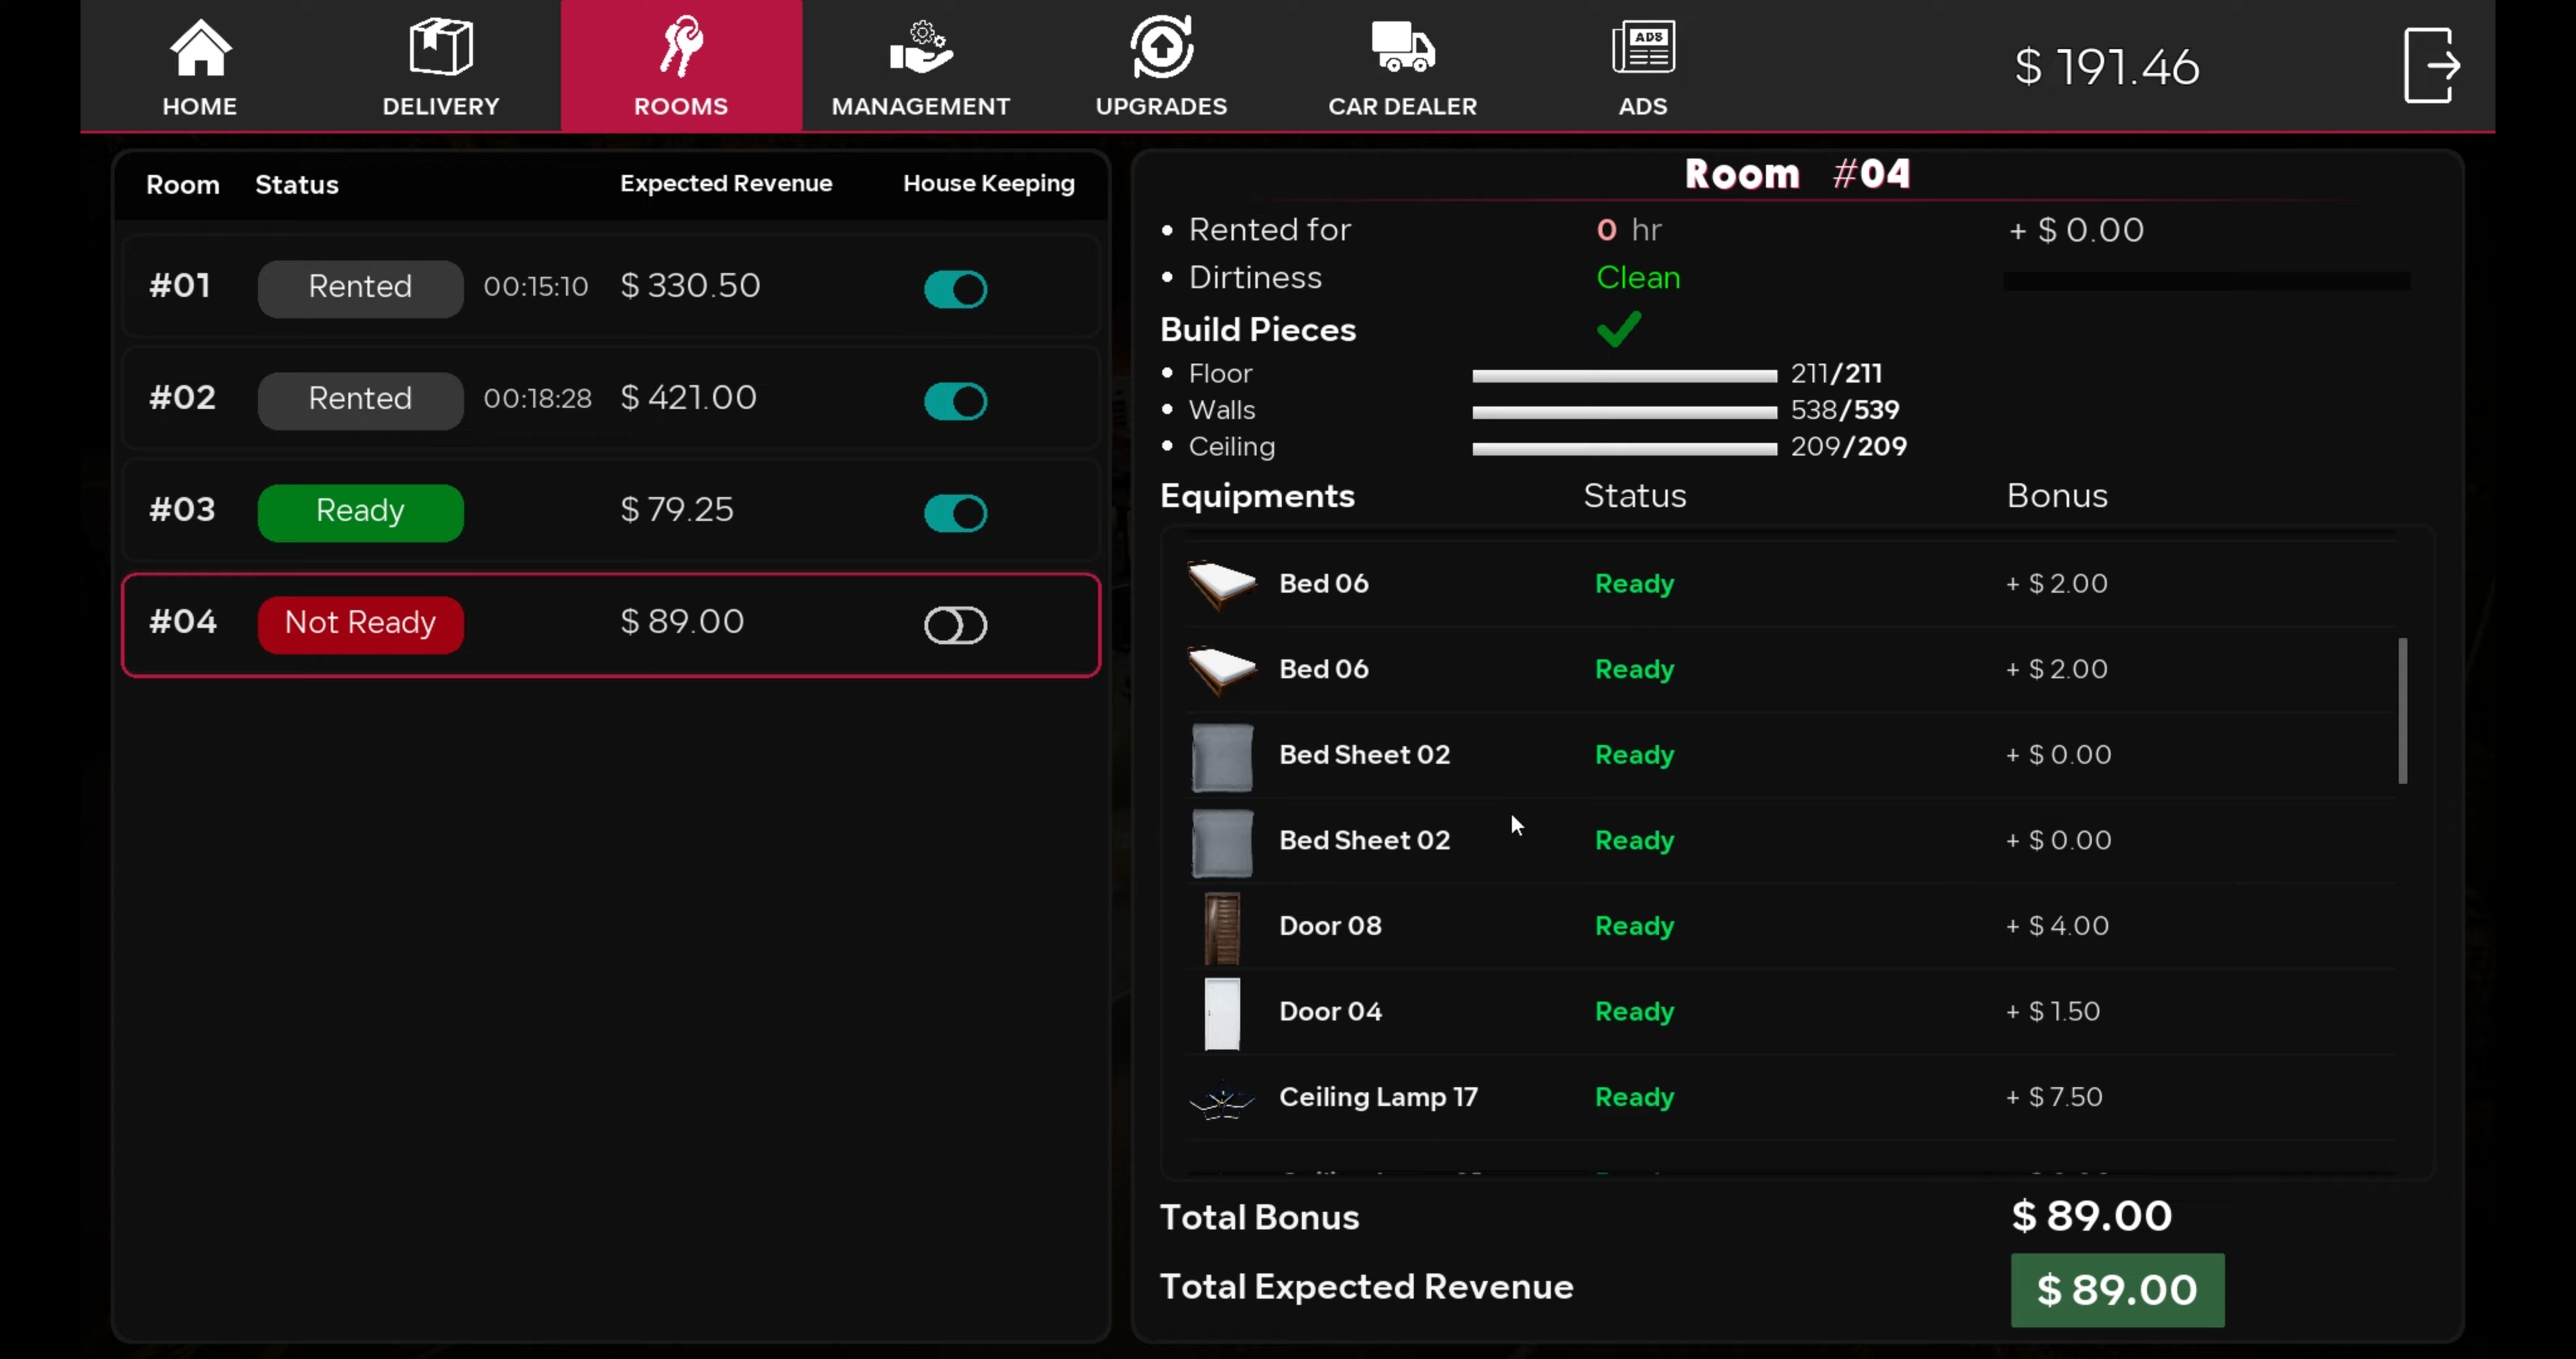 HOME DELIVERY ROOMS MANAGEMENT UPGRADES CAR DEALER ADS
ADS
$ 191.46
Room Status Expected Revenue House Keeping
#01 Rented 00:15:10 $ 330.50
#02 Rented 00:18:28 $ 421.00
#03 Ready $ 79.25
#04 Not Ready $ 89.00
Room #04
• Rented for 0 hr + $ 0.00
• Dirtiness Clean
Build Pieces
• Floor 211/211
• Walls 538/539
• Ceiling 209/209
Equipments Status Bonus
Bed 06 Ready + $ 2.00
Bed 06 Ready + $ 2.00
Bed Sheet 02 Ready + $ 0.00
Bed Sheet 02 Ready + $ 0.00
Door 08 Ready + $ 4.00
Door 04 Ready + $ 1.50
Ceiling Lamp 17 Ready + $ 7.50
Total Bonus $ 89.00
Total Expected Revenue $ 89.00